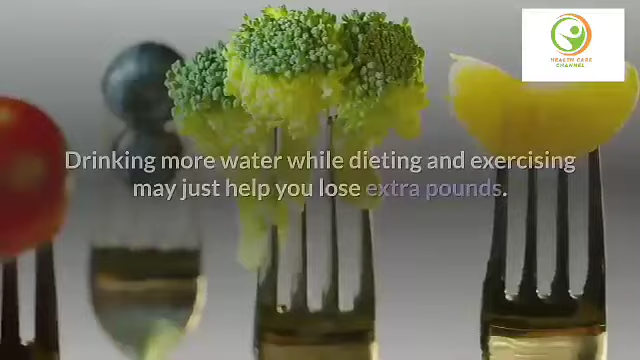 HEALTH CARE
CHANNEL
Drinking more water while dieting and exercising
may just help you lose extra pounds.